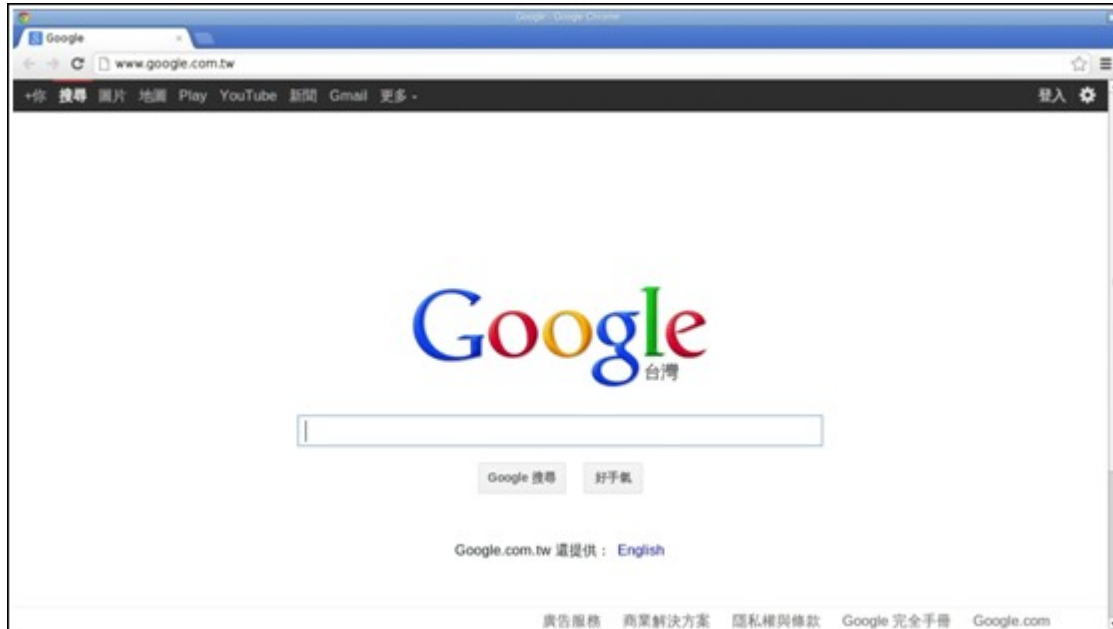 Google - Google Chrome
Google
www.google.com.tw
+你 搜尋 圖片 地圖 Play YouTube 新聞 Gmail 更多
登入
Google
台灣
Google 搜尋 好手氣
Google.com.tw 還提供： English
廣告服務 商業解決方案 隱私權與條款 Google 完全手冊 Google.com